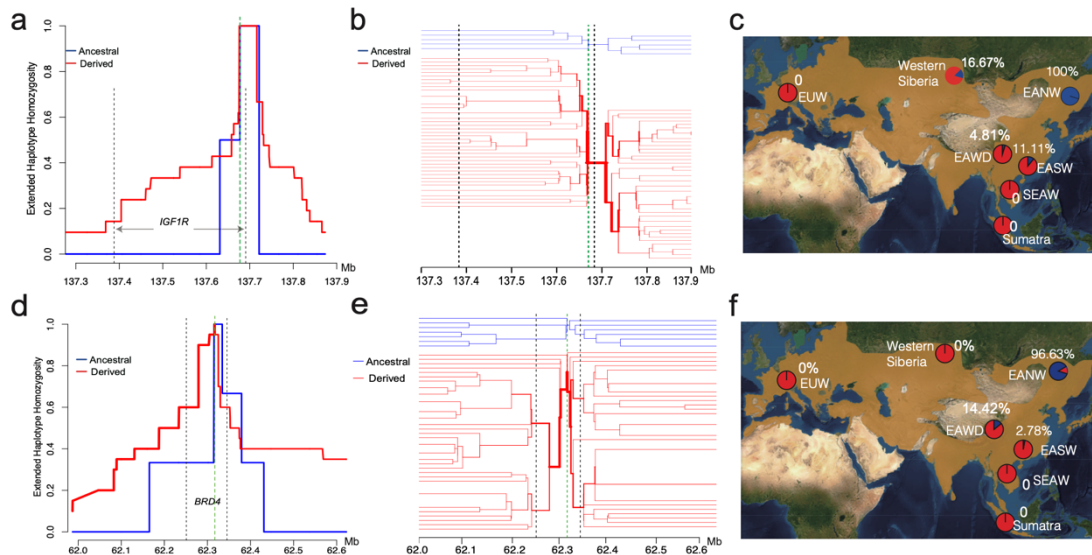 a
Extended Haplotype Homozygosity
1.0
0.8
0.6
0.4
0.2
0.0
Ancestral
Derived
IGF1R
137.3 137.4 137.5 137.6 137.7 137.8 137.9
Mb
b
Ancestral
Derived
137.3 137.4 137.5 137.6 137.7 137.8 137.9
Mb
c
0
EUW
Western
Siberia
16.67%
100%
EANW
4.81%
EAWD
11.11%
EASW
SEAW
0
0
Sumatra
d
Extended Haplotype Homozygosity
1.0
0.8
0.6
0.4
0.2
0.0
Ancestral
Derived
BRD4
62.0 62.1 62.2 62.3 62.4 62.5 62.6
Mb
e
Ancestral
Derived
62.0 62.1 62.2 62.3 62.4 62.5 62.6
Mb
f
0%
EUW
Western
Siberia
0%
96.63%
EANW
14.42%
EAWD
2.78%
EASW
SEAW
0
0
Sumatra